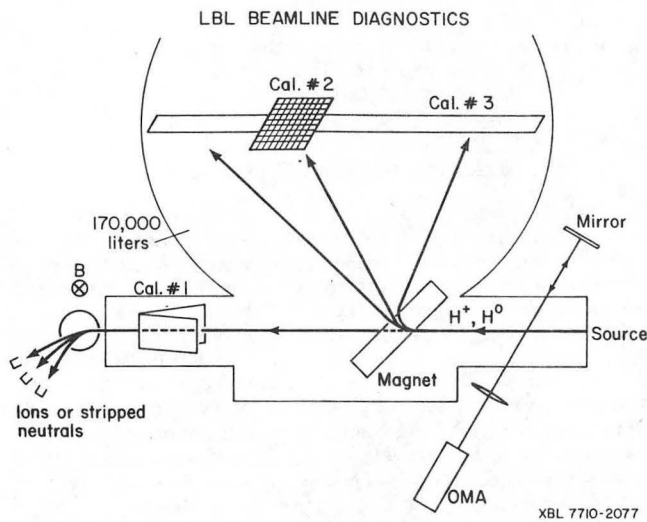 LBL BEAMLINE DIAGNOSTICS
Cal. #2
Cal. #3
170,000
liters
Mirror
B
Cal. #1
H+, H0
Source
Magnet
Ions or stripped
neutrals
OMA
XBL 7710-2077